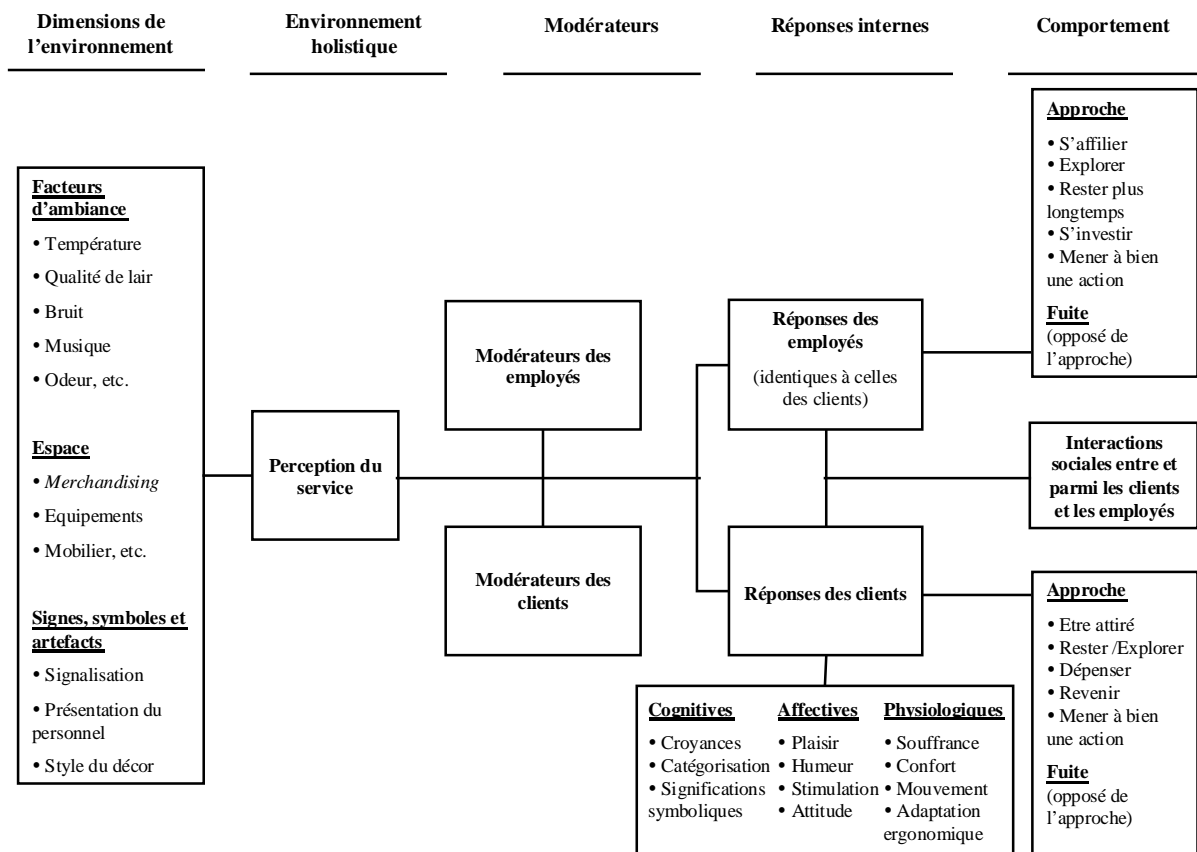 Dimensions de
l’environnement
Environnement
holistique
Modérateurs
Réponses internes
Comportement
Facteurs
d’ambiance
• Température
• Qualité de lair
• Bruit
• Musique
• Odeur, etc.
Espace
• Merchandising
• Equipements
• Mobilier, etc.
Signes, symboles et
artefacts
• Signalisation
• Présentation du
personnel
• Style du décor
Perception du
service
Modérateurs des
employés
Modérateurs des
clients
Réponses des
employés
(identiques à celles
des clients)
Réponses des clients
Cognitives
• Croyances
• Catégorisation
• Significations
symboliques
Affectives
• Plaisir
• Humeur
• Stimulation
• Attitude
Physiologiques
• Souffrance
• Confort
• Mouvement
• Adaptation
ergonomique
Approche
• S’affilier
• Explorer
• Rester plus
longtemps
• S’investir
• Mener à bien
une action
Fuite
(opposé de
l’approche)
Interactions
sociales entre et
parmi les clients
et les employés
Approche
• Etre attiré
• Rester /Explorer
• Dépenser
• Revenir
• Mener à bien
une action
Fuite
(opposé de
l’approche)